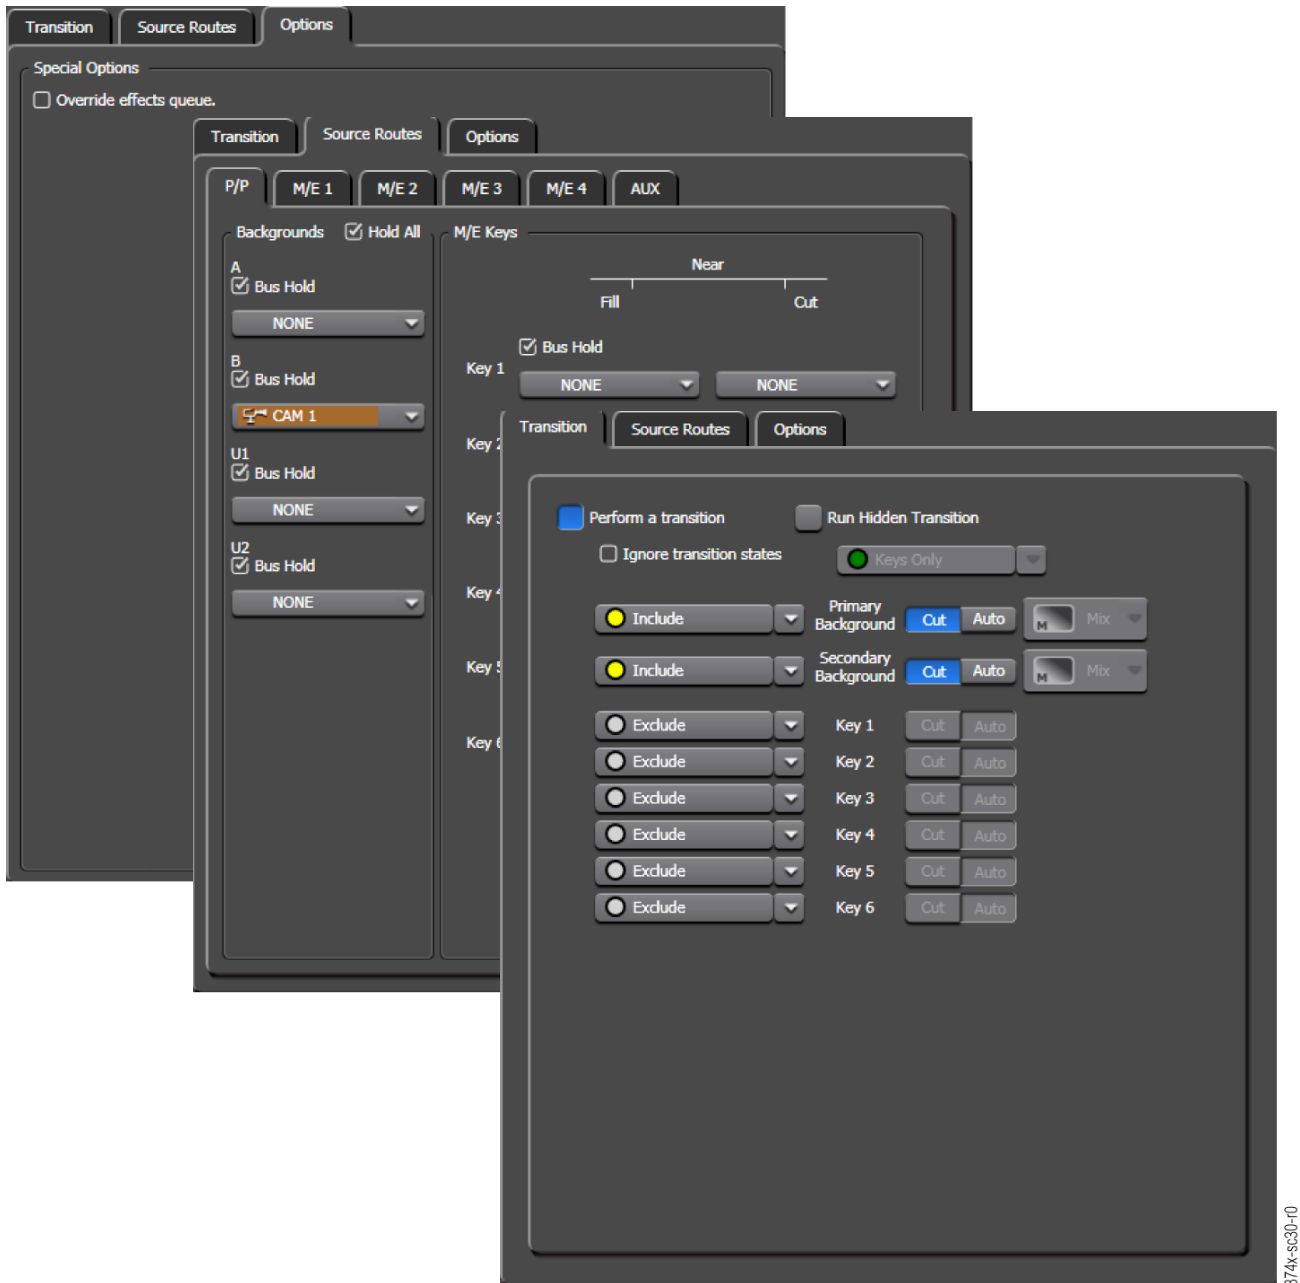 Transition
Source Routes
Options
Special Options
Override effects queue.
Transition
Source Routes
Options
P/P
M/E 1
M/E 2
M/E 3
M/E 4
AUX
Backgrounds
Hold All
A
Bus Hold
NONE
B
Bus Hold
CAM 1
U1
Bus Hold
NONE
U2
Bus Hold
NONE
M/E Keys
Near
Fill
Cut
Bus Hold
Key 1
NONE
NONE
Key 2
Key 3
Key 4
Key 5
Key 6
Transition
Source Routes
Options
Perform a transition
Run Hidden Transition
Ignore transition states
Keys Only
Include
Primary Background
Cut
Auto
M
Mix
Include
Secondary Background
Cut
Auto
M
Mix
Exclude
Key 1
Cut
Auto
Exclude
Key 2
Cut
Auto
Exclude
Key 3
Cut
Auto
Exclude
Key 4
Cut
Auto
Exclude
Key 5
Cut
Auto
Exclude
Key 6
Cut
Auto
374x-sc30-r0